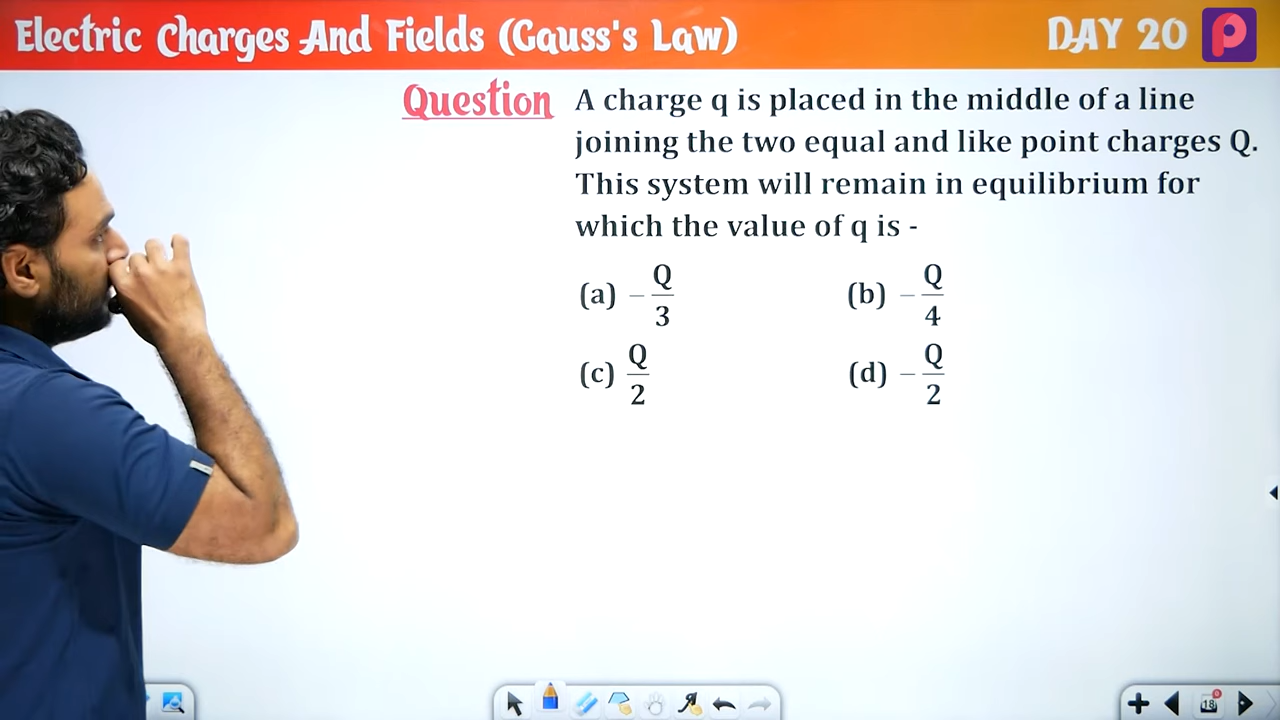 Electric Charges And Fields (Gauss's Law)
DAY 20
Question
A charge q is placed in the middle of a line
joining the two equal and like point charges Q.
This system will remain in equilibrium for
which the value of q is -
(a) – Q/3
(b) – Q/4
(c) Q/2
(d) – Q/2
18